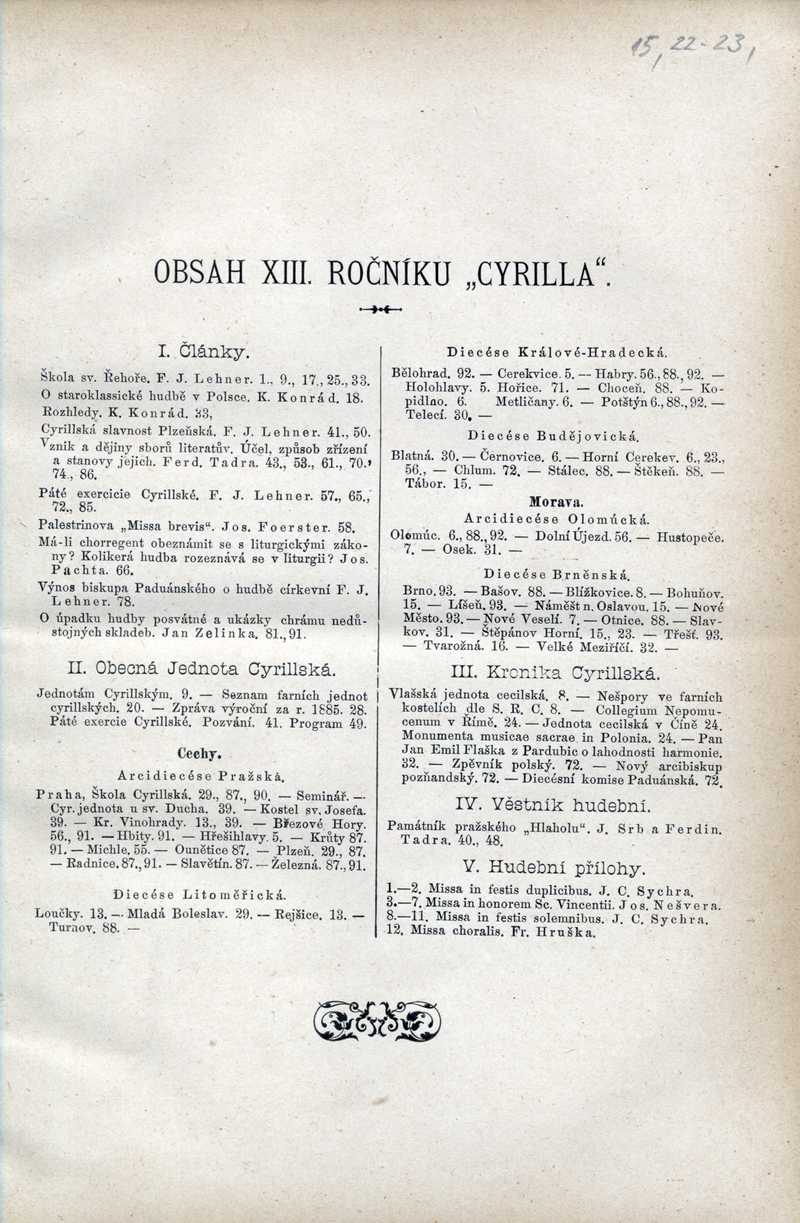 15, 22-23,
OBSAH XIII. ROČNÍKU „CYRILLA“.
I. Články.
Škola sv. Řehoře. F. J. Lehner. 1., 9., 17., 25., 33.
O staroklassické hudbě v Polsce. K. Konrád. 18.
Rozhledy. K. Konrád. 33,
Cyrillská slavnost Plzeňská. F. J. Lehner. 41., 50.
Vznik a dějiny sborů literatův. Účel, způsob zřízení
a stanovy jejich. Ferd. Tadra. 43., 53., 61., 70.,
74., 86.
Páté exercicie Cyrillské. F. J. Lehner. 57., 65.,
72., 85.
Palestrinova „Missa brevis“. Jos. Foerster. 58.
Má-li chorregent obeznámit se s liturgickými záko-
ny? Kolikerá hudba rozeznává se v liturgii? Jos.
Pachta. 66.
Výnos biskupa Paduánského o hudbě církevní F. J.
Lehner. 78.
O úpadku hudby posvátné a ukázky chrámu nedů-
stojných skladeb. Jan Zelinka. 81., 91.
II. Obecná Jednota Cyrillská.
Jednotám Cyrillským. 9. — Seznam farních jednot
cyrillských. 20. — Zpráva výroční za r. 1885. 28.
Páté exercie Cyrillské. Pozvání. 41. Program 49.
Cechy.
Arcidiecése Pražská.
Praha, Škola Cyrillská. 29., 87., 90. — Seminář. —
Cyr. jednota u sv. Ducha. 39. — Kostel sv. Josefa.
39. — Kr. Vinohrady. 13., 39. — Březové Hory.
56., 91. — Hbity. 91. — Hřešihlavy. 5. — Krůty 87.
91. — Michle. 55. — Ounětice 87. — Plzeň. 29., 87.
— Radnice. 87., 91. — Slavětín. 87. — Železná. 87., 91.
Diecése Litoměřická.
Loučky. 13. — Mladá Boleslav. 29. — Rejšice. 13. —
Turnov. 88. —
Diecése Králové-Hradecká.
Bělohrad. 92. — Cerekvice. 5. — Habry. 56., 88., 92. —
Holohlavy. 5. Hořice. 71. — Choceň. 88. — Ko-
pidlno. 6. Metličany. 6. — Potštýn 6., 88., 92. —
Telecí. 30. —
Diecése Budějovická.
Blatná. 30. — Černovice. 6. — Horní Cerekev. 6., 23.,
56., — Chlum. 72. — Stálec. 88. — Štěkeň. 88. —
Tábor. 15. —
Morava.
Arcidiecése Olomúcká.
Olomúc. 6., 88., 92. — Dolní Újezd. 56. — Hustopeče.
7. — Osek. 31. —
Diecése Brněnská.
Brno. 93. — Bašov. 88. — Blížkovice. 8. — Bohuňov.
15. — Líšeň. 93. — Náměšt n. Oslavou. 15. — Nové
Město. 93. — Nové Veselí. 7. — Otnice. 88. — Slav-
kov. 31. — Štěpánov Horní. 15., 23. — Třešť. 93.
— Tvarožná. 16. — Velké Meziříčí. 32. —
III. Kronika Cyrillská.
Vlašská jednota cecilská. 8. — Nešpory ve farních
kostelích dle S. R. C. 8. — Collegium Nepomu-
cenum v Římě. 24. — Jednota cecilská v Číně 24.
Monumenta musicae sacrae in Polonia. 24. — Pan
Jan Emil Flaška z Pardubic o lahodnosti harmonie.
32. — Zpěvník polský. 72. — Nový arcibiskup
pozňandský. 72. — Diecésní komise Paduánská. 72.
IV. Věstník hudební.
Památník pražského „Hlaholu“. J. Srb a Ferdin.
Tadra. 40., 48.
V. Hudební přílohy.
1.—2. Missa in festis duplicibus. J. C. Sychra.
3.—7. Missa in honorem Sc. Vincentii. Jos. Nešvera.
8.—11. Missa in festis solemnibus. J. C. Sychra.
12. Missa choralis. Fr. Hruška.